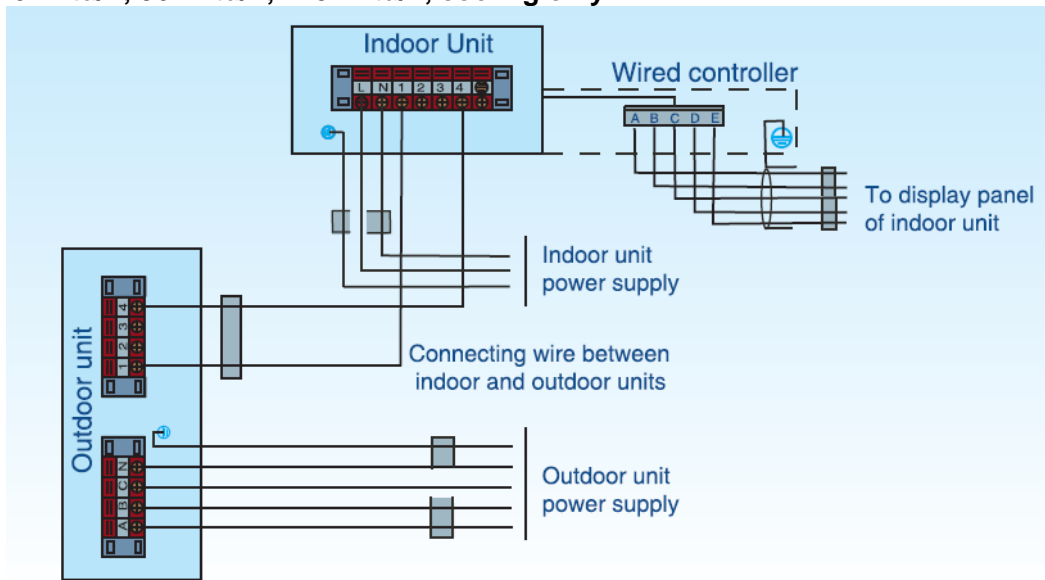 Indoor Unit
L N 1 2 3 4
Wired controller
A B C D E
To display panel
of indoor unit
Indoor unit
power supply
Outdoor unit
4
3
2
1
Connecting wire between
indoor and outdoor units
N
C
B
A
Outdoor unit
power supply